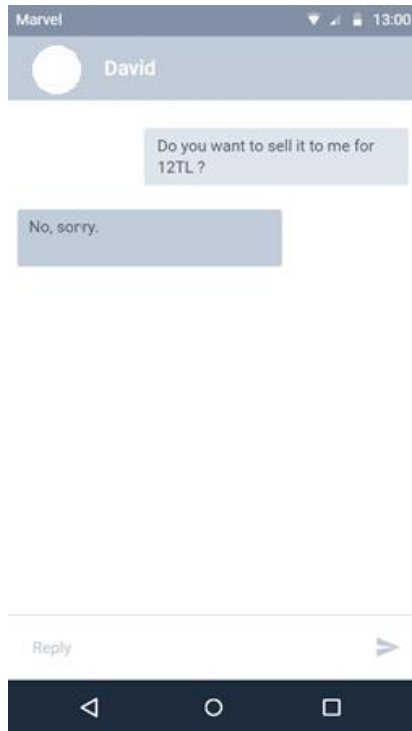 Marvel 13:00
David
Do you want to sell it to me for
12TL ?
No, sorry.
Reply